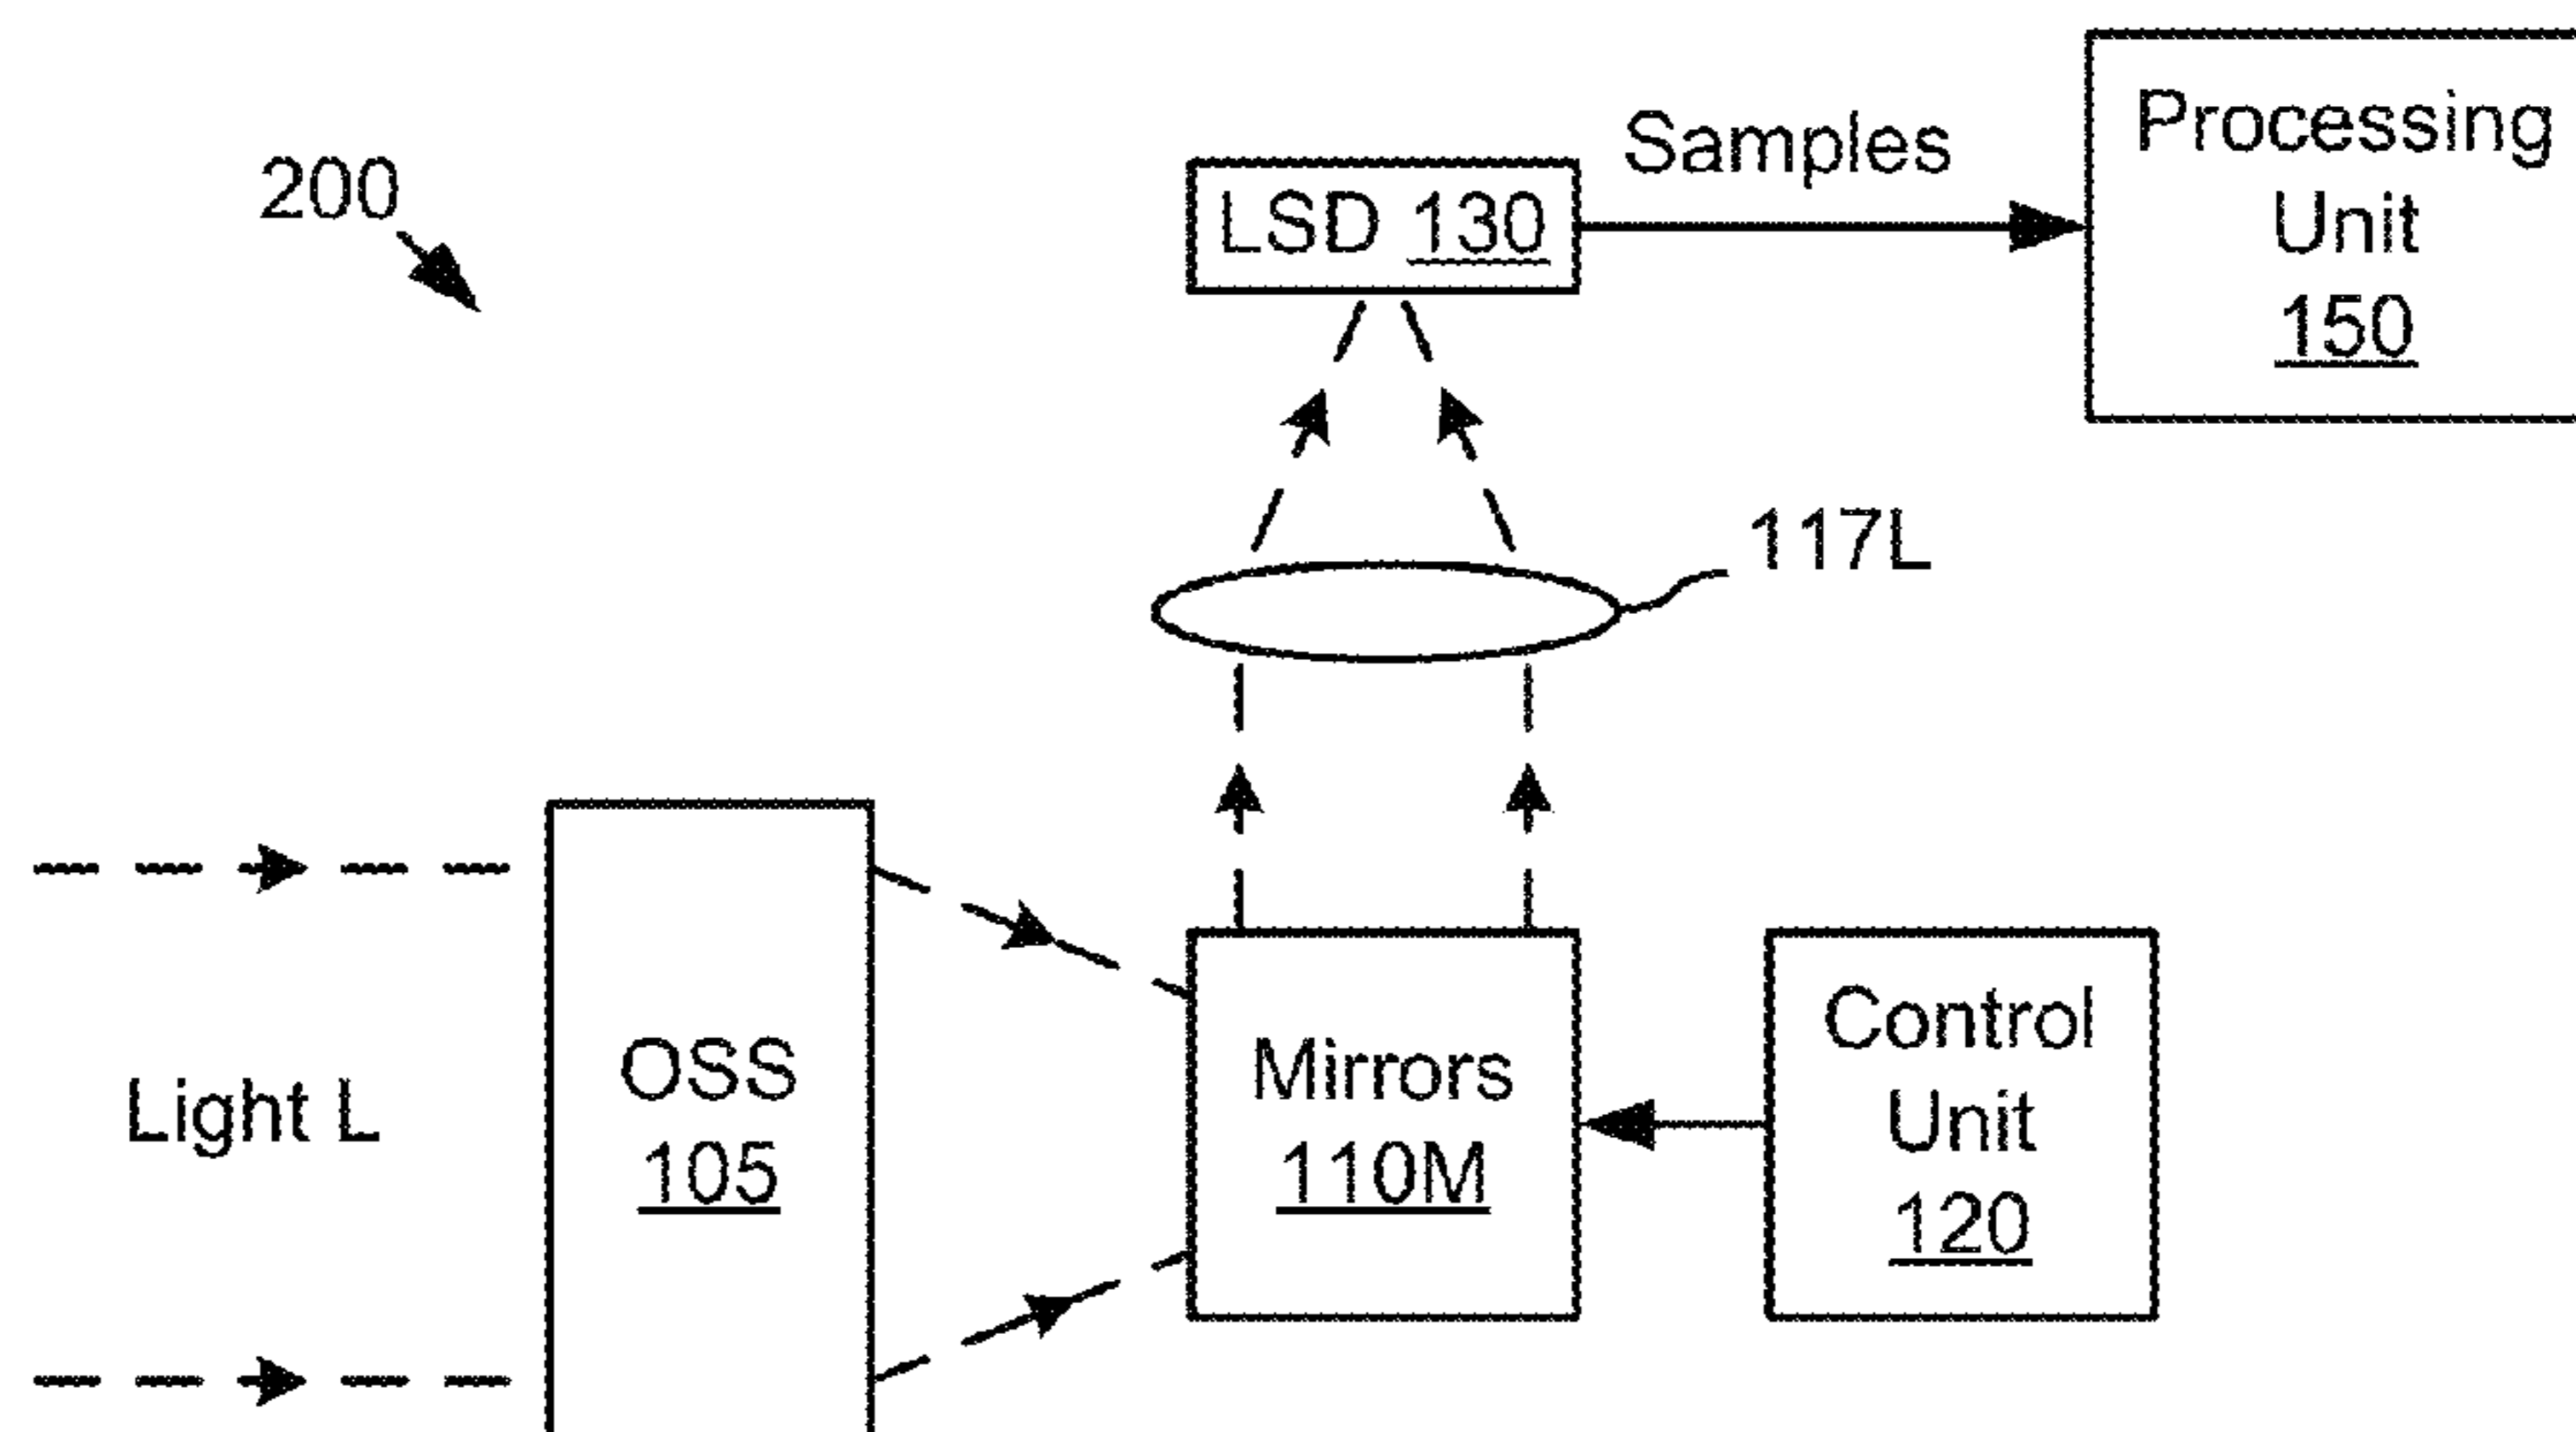 200
LSD 130
Samples
Processing
Unit
150
117L
Light L
OSS
105
Mirrors
110M
Control
Unit
120